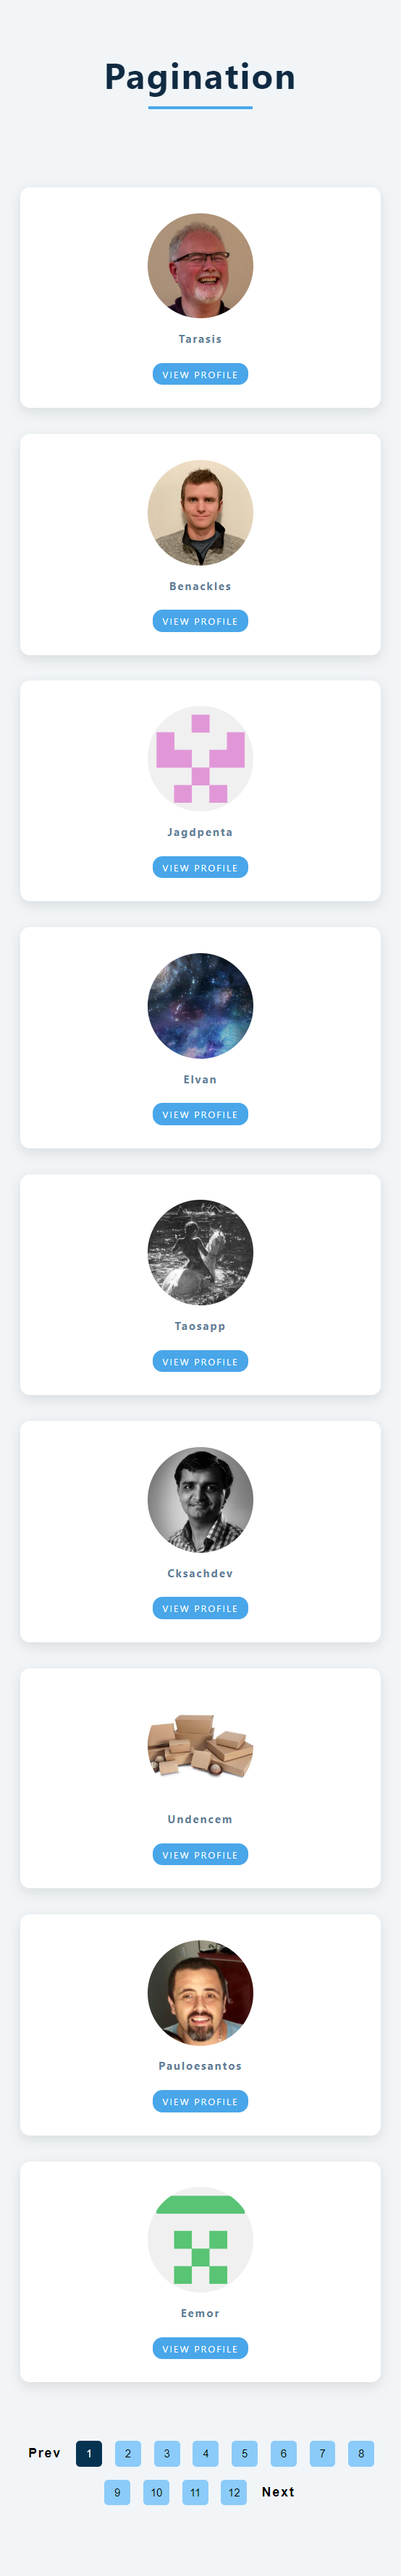 Pagination
Tarasis
VIEW PROFILE
Benackles
VIEW PROFILE
Jagdpenta
VIEW PROFILE
Elvan
VIEW PROFILE
Taosapp
VIEW PROFILE
Cksachdev
VIEW PROFILE
Undencem
VIEW PROFILE
Pauloesantos
VIEW PROFILE
Eemor
VIEW PROFILE
Prev 1 2 3 4 5 6 7 8
9 10 11 12 Next